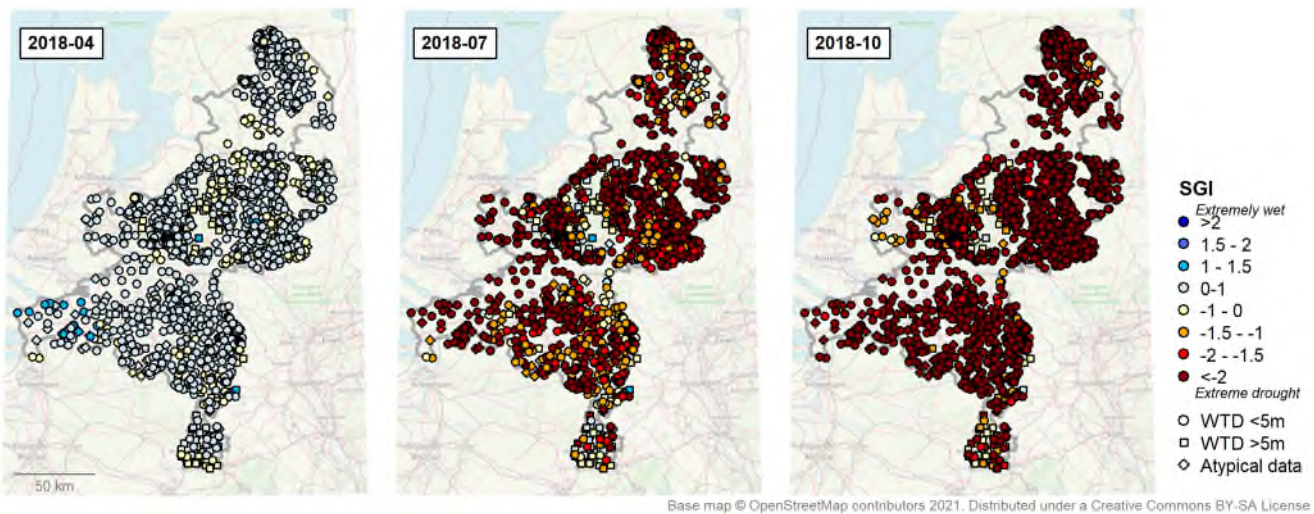 2018-04
2018-07
2018-10
SGI
Extremely wet
>2
1.5 - 2
1 - 1.5
0-1
-1 - 0
-1.5 - -1
-2 - -1.5
<-2
Extreme drought
WTD <5m
WTD >5m
Atypical data
50 km
Base map © OpenStreetMap contributors 2021. Distributed under a Creative Commons BY-SA License